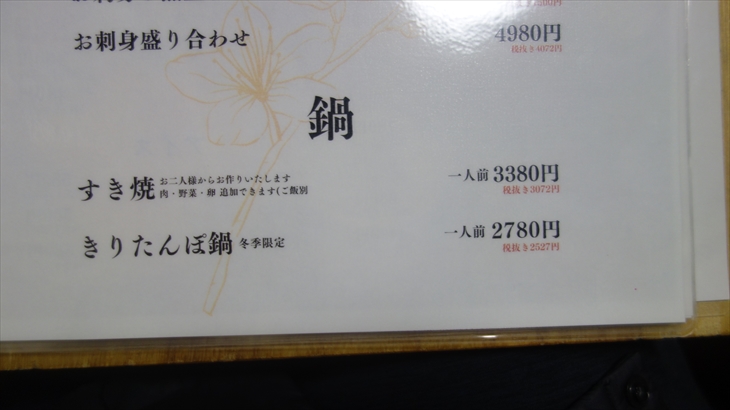 お刺身盛り合わせ 4980円
税抜き4072円
鍋
すき焼 お二人様からお作りいたします
肉・野菜・卵 追加できます(ご飯別
一人前 3380円
税抜き3072円
きりたんぽ鍋 冬季限定 一人前 2780円
税抜き2527円